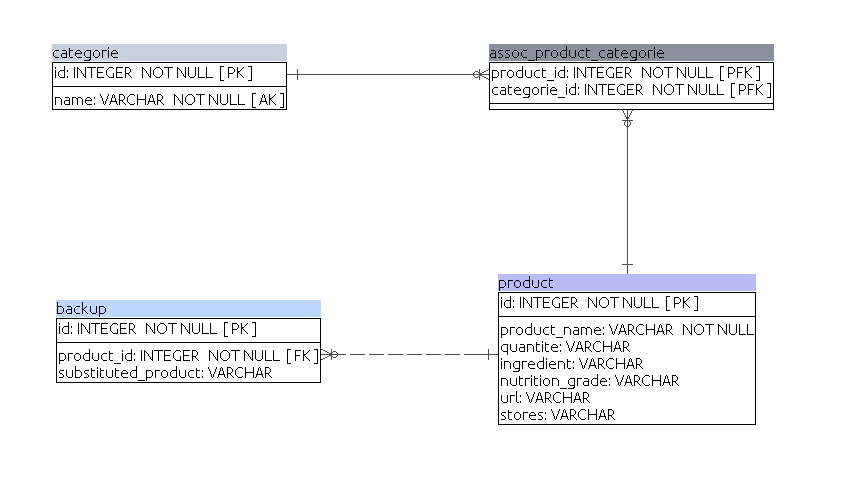 categorie
id: INTEGER NOT NULL [ PK ]
name: VARCHAR NOT NULL [ AK ]
assoc_product_categorie
product_id: INTEGER NOT NULL [ PFK ]
categorie_id: INTEGER NOT NULL [ PFK ]
product
id: INTEGER NOT NULL [ PK ]
product_name: VARCHAR NOT NULL
quantite: VARCHAR
ingredient: VARCHAR
nutrition_grade: VARCHAR
url: VARCHAR
stores: VARCHAR
backup
id: INTEGER NOT NULL [ PK ]
product_id: INTEGER NOT NULL [ FK ]
substituted_product: VARCHAR